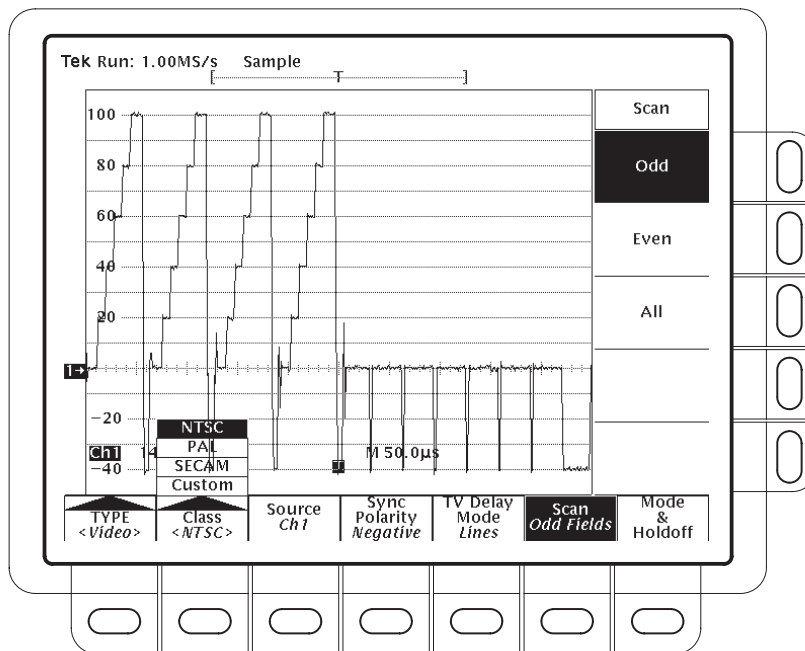 Tek Run: 1.00MS/s Sample
[ T ]
100
80
60
40
20
1→
−20
−40
Ch1 14
M 50.0µs
T
NTSC
PAL
SECAM
Custom
Scan
Odd
Even
All
TYPE
<Video>
Class
<NTSC>
Source
Ch1
Sync
Polarity
Negative
TV Delay
Mode
Lines
Scan
Odd Fields
Mode
&
Holdoff